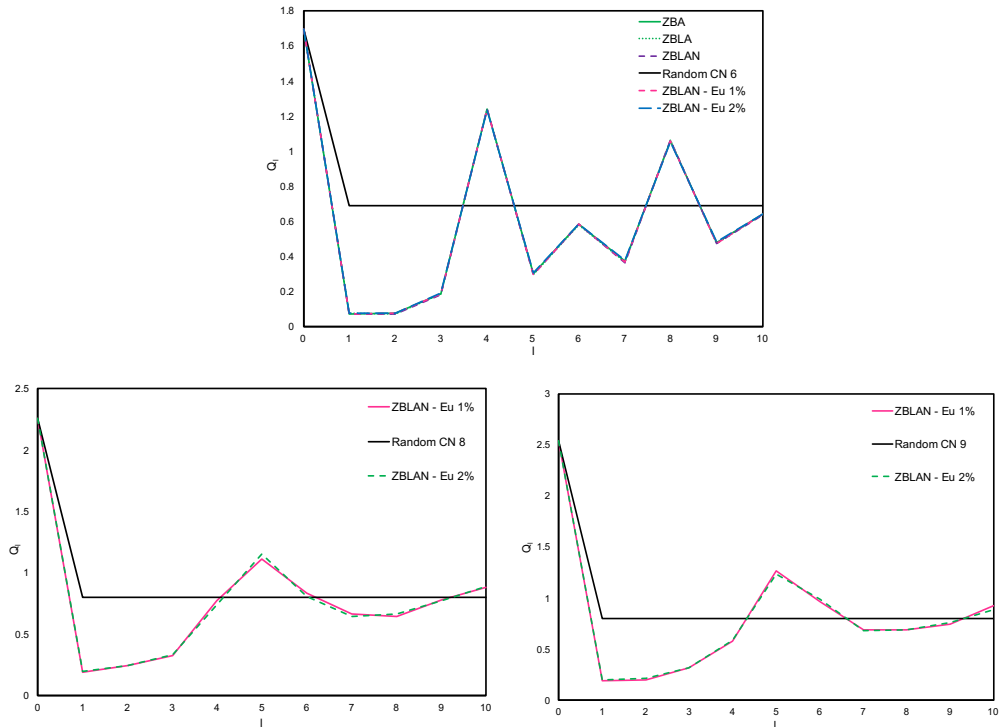 1.8
1.6
1.4
1.2
1
0.8
0.6
0.4
0.2
0
Q_l
ZBA
ZBLA
ZBLAN
Random CN 6
ZBLAN - Eu 1%
ZBLAN - Eu 2%
0 1 2 3 4 5 6 7 8 9 10
l
2.5
2
1.5
1
0.5
0
Q_l
ZBLAN - Eu 1%
Random CN 8
ZBLAN - Eu 2%
0 1 2 3 4 5 6 7 8 9 10
l
3
2.5
2
1.5
1
0.5
0
Q_l
ZBLAN - Eu 1%
Random CN 9
ZBLAN - Eu 2%
0 1 2 3 4 5 6 7 8 9 10